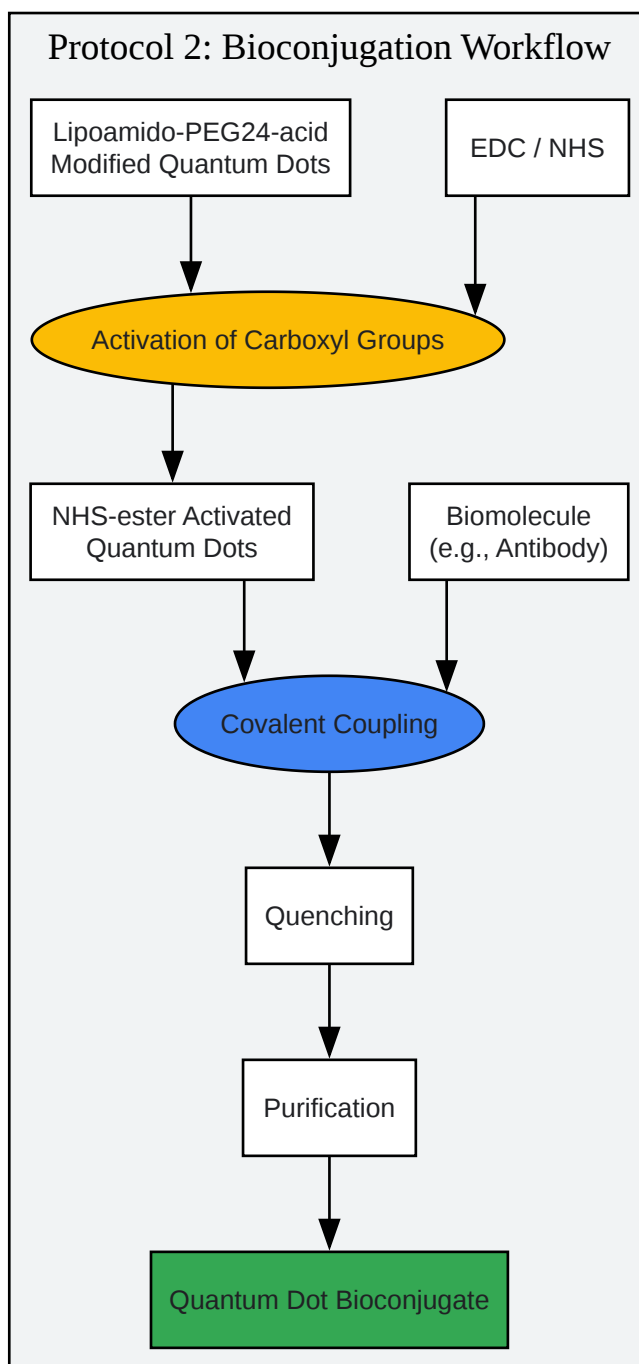 Protocol 2: Bioconjugation Workflow
Lipoamido-PEG24-acid
Modified Quantum Dots
EDC / NHS
Activation of Carboxyl Groups
NHS-ester Activated
Quantum Dots
Biomolecule
(e.g., Antibody)
Covalent Coupling
Quenching
Purification
Quantum Dot Bioconjugate